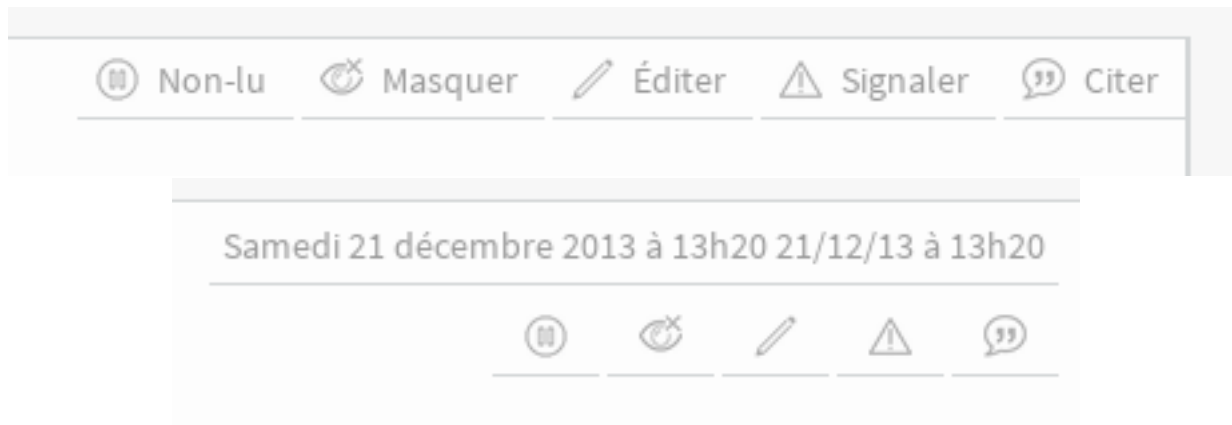 Non-lu Masquer Éditer Signaler Citer
Samedi 21 décembre 2013 à 13h20 21/12/13 à 13h20